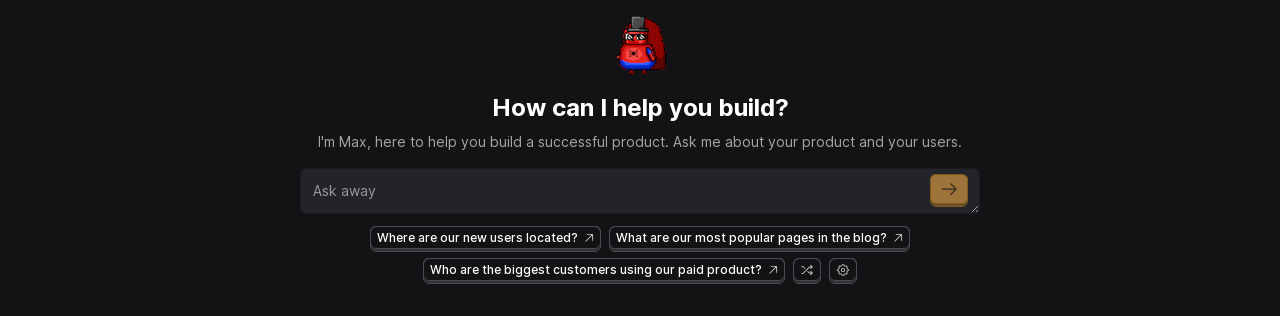 How can I help you build?
I'm Max, here to help you build a successful product. Ask me about your product and your users.
Ask away
Where are our new users located?
What are our most popular pages in the blog?
Who are the biggest customers using our paid product?